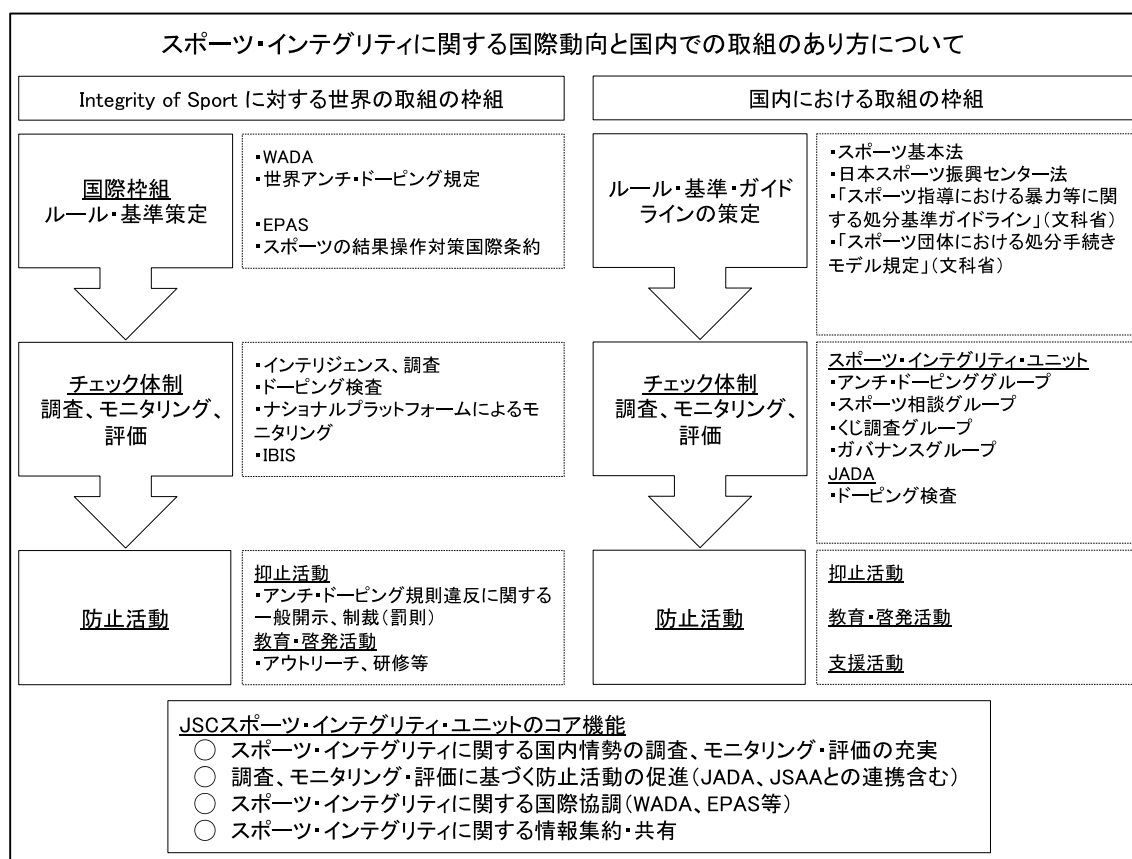 スポーツ・インテグリティに関する国際動向と国内での取組のあり方について
Integrity of Sport に対する世界の取組の枠組
国際枠組
ルール・基準策定
・WADA
・世界アンチ・ドーピング規定
・EPAS
・スポーツの結果操作対策国際条約
チェック体制
調査、モニタリング、
評価
・インテリジェンス、調査
・ドーピング検査
・ナショナルプラットフォームによるモ
ニタリング
・IBIS
防止活動
抑止活動
・アンチ・ドーピング規則違反に関する
一般開示、制裁(罰則)
教育・啓発活動
・アウトリーチ、研修等
国内における取組の枠組
ルール・基準・ガイド
ラインの策定
・スポーツ基本法
・日本スポーツ振興センター法
・「スポーツ指導における暴力等に関
する処分基準ガイドライン」(文科省)
・「スポーツ団体における処分手続き
モデル規定」(文科省)
チェック体制
調査、モニタリング、
評価
スポーツ・インテグリティ・ユニット
・アンチ・ドーピンググループ
・スポーツ相談グループ
・くじ調査グループ
・ガバナンスグループ
JADA
・ドーピング検査
防止活動
抑止活動
教育・啓発活動
支援活動
JSCスポーツ・インテグリティ・ユニットのコア機能
○ スポーツ・インテグリティに関する国内情勢の調査、モニタリング・評価の充実
○ 調査、モニタリング・評価に基づく防止活動の促進(JADA、JSAAとの連携含む)
○ スポーツ・インテグリティに関する国際協調(WADA、EPAS等)
○ スポーツ・インテグリティに関する情報集約・共有